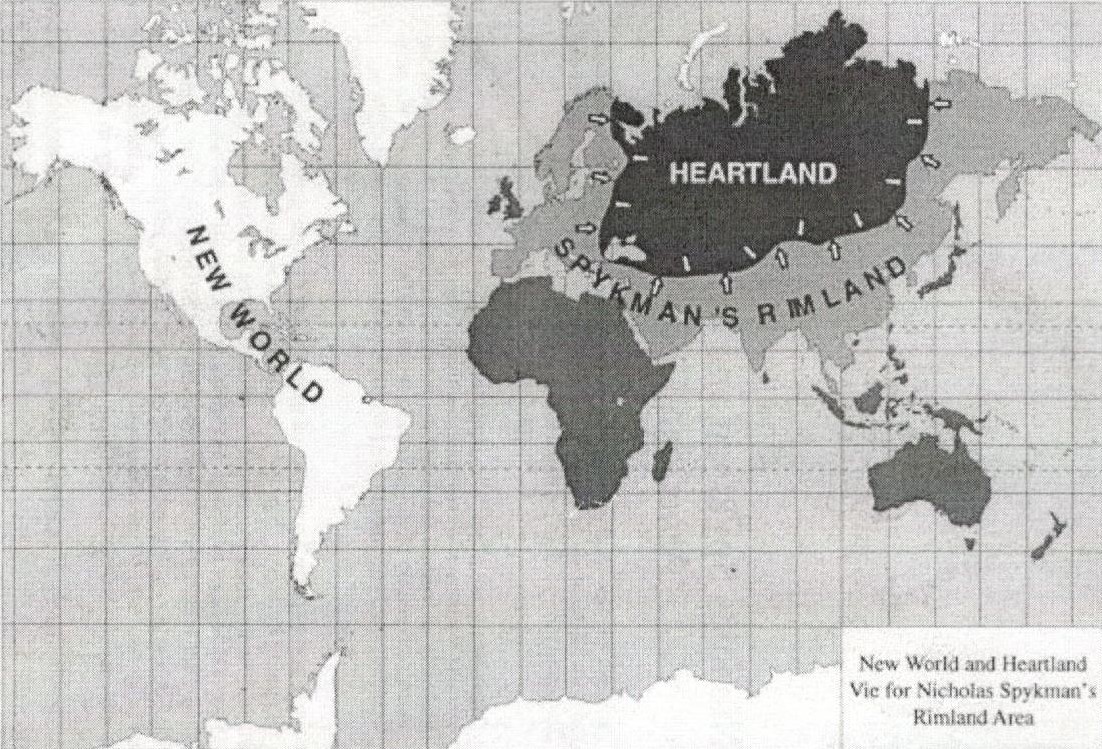 HEARTLAND
NEW WORLD
SPYKMAN'S RIMLAND
New World and Heartland
Vie for Nicholas Spykman's
Rimland Area